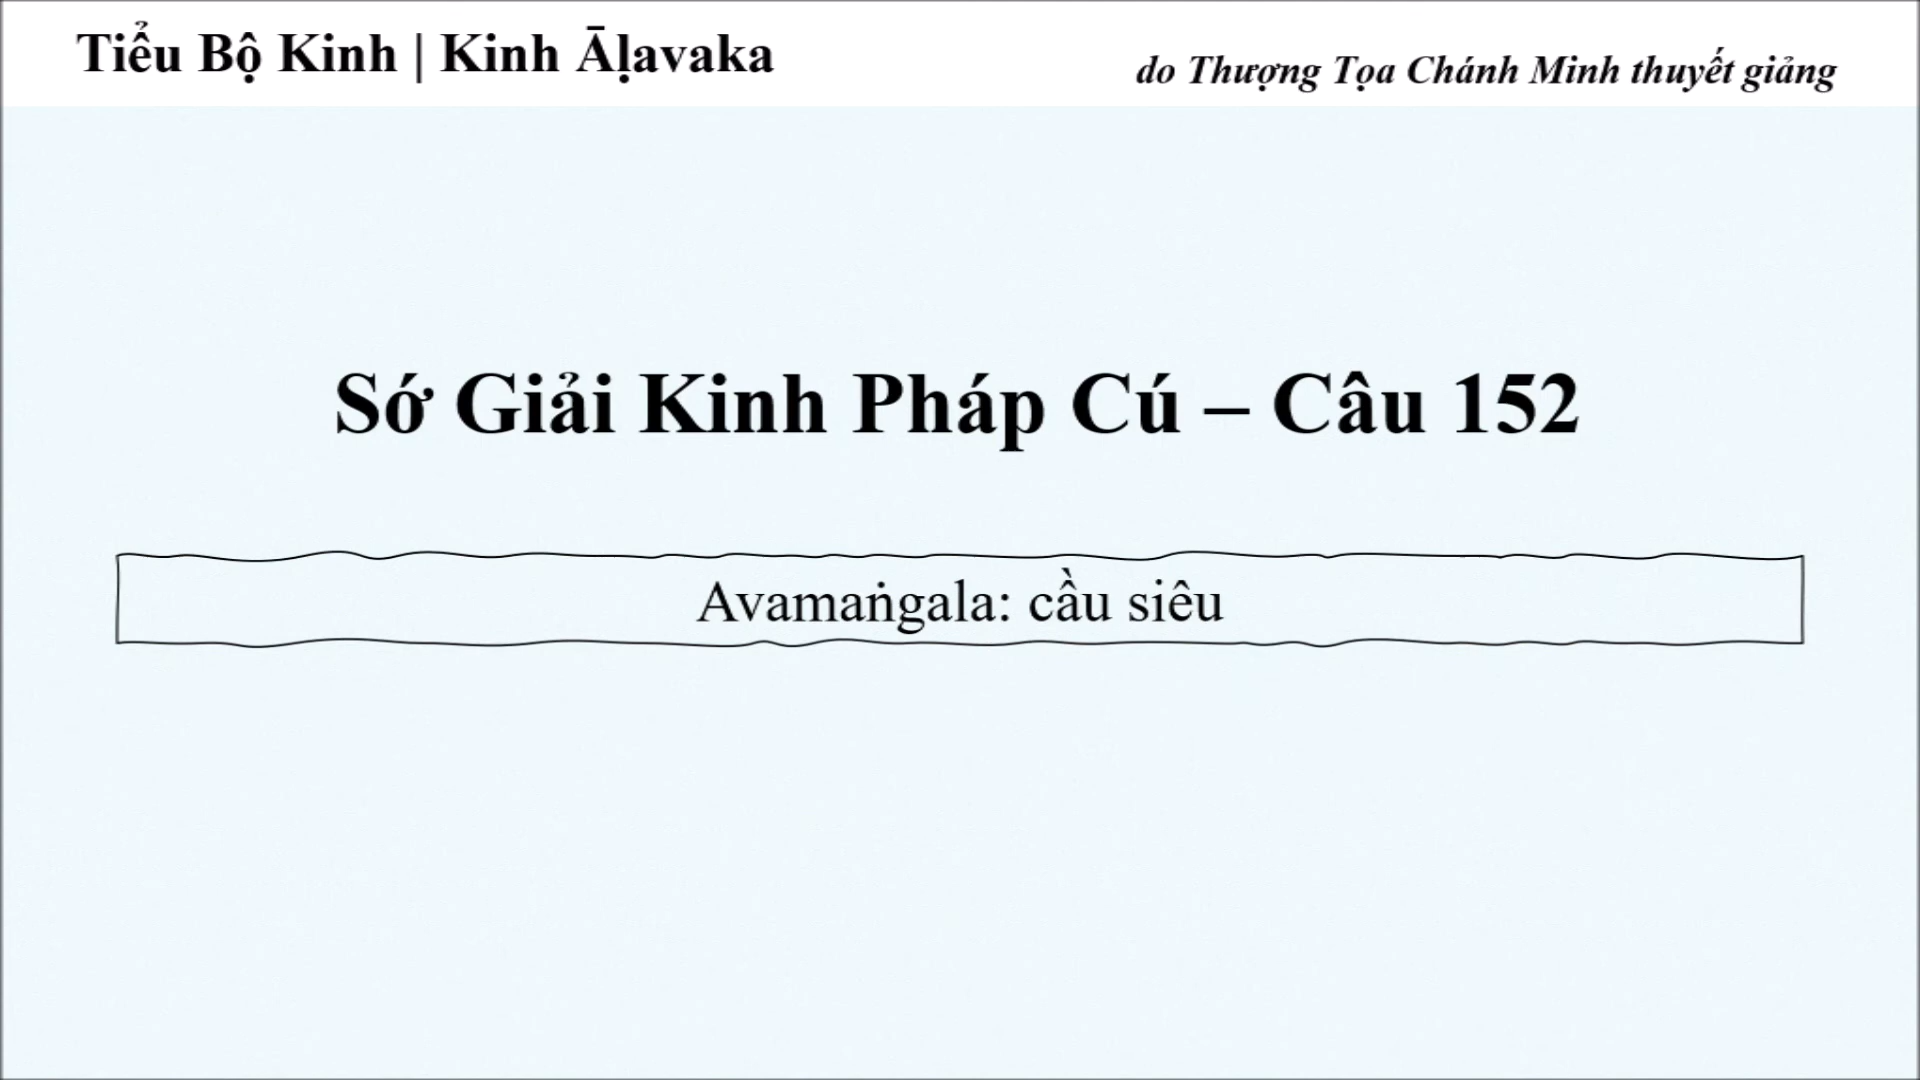 Tiểu Bộ Kinh | Kinh Āḷavaka
do Thượng Tọa Chánh Minh thuyết giảng
Sớ Giải Kinh Pháp Cú – Câu 152
Avamaṅgala: cầu siêu